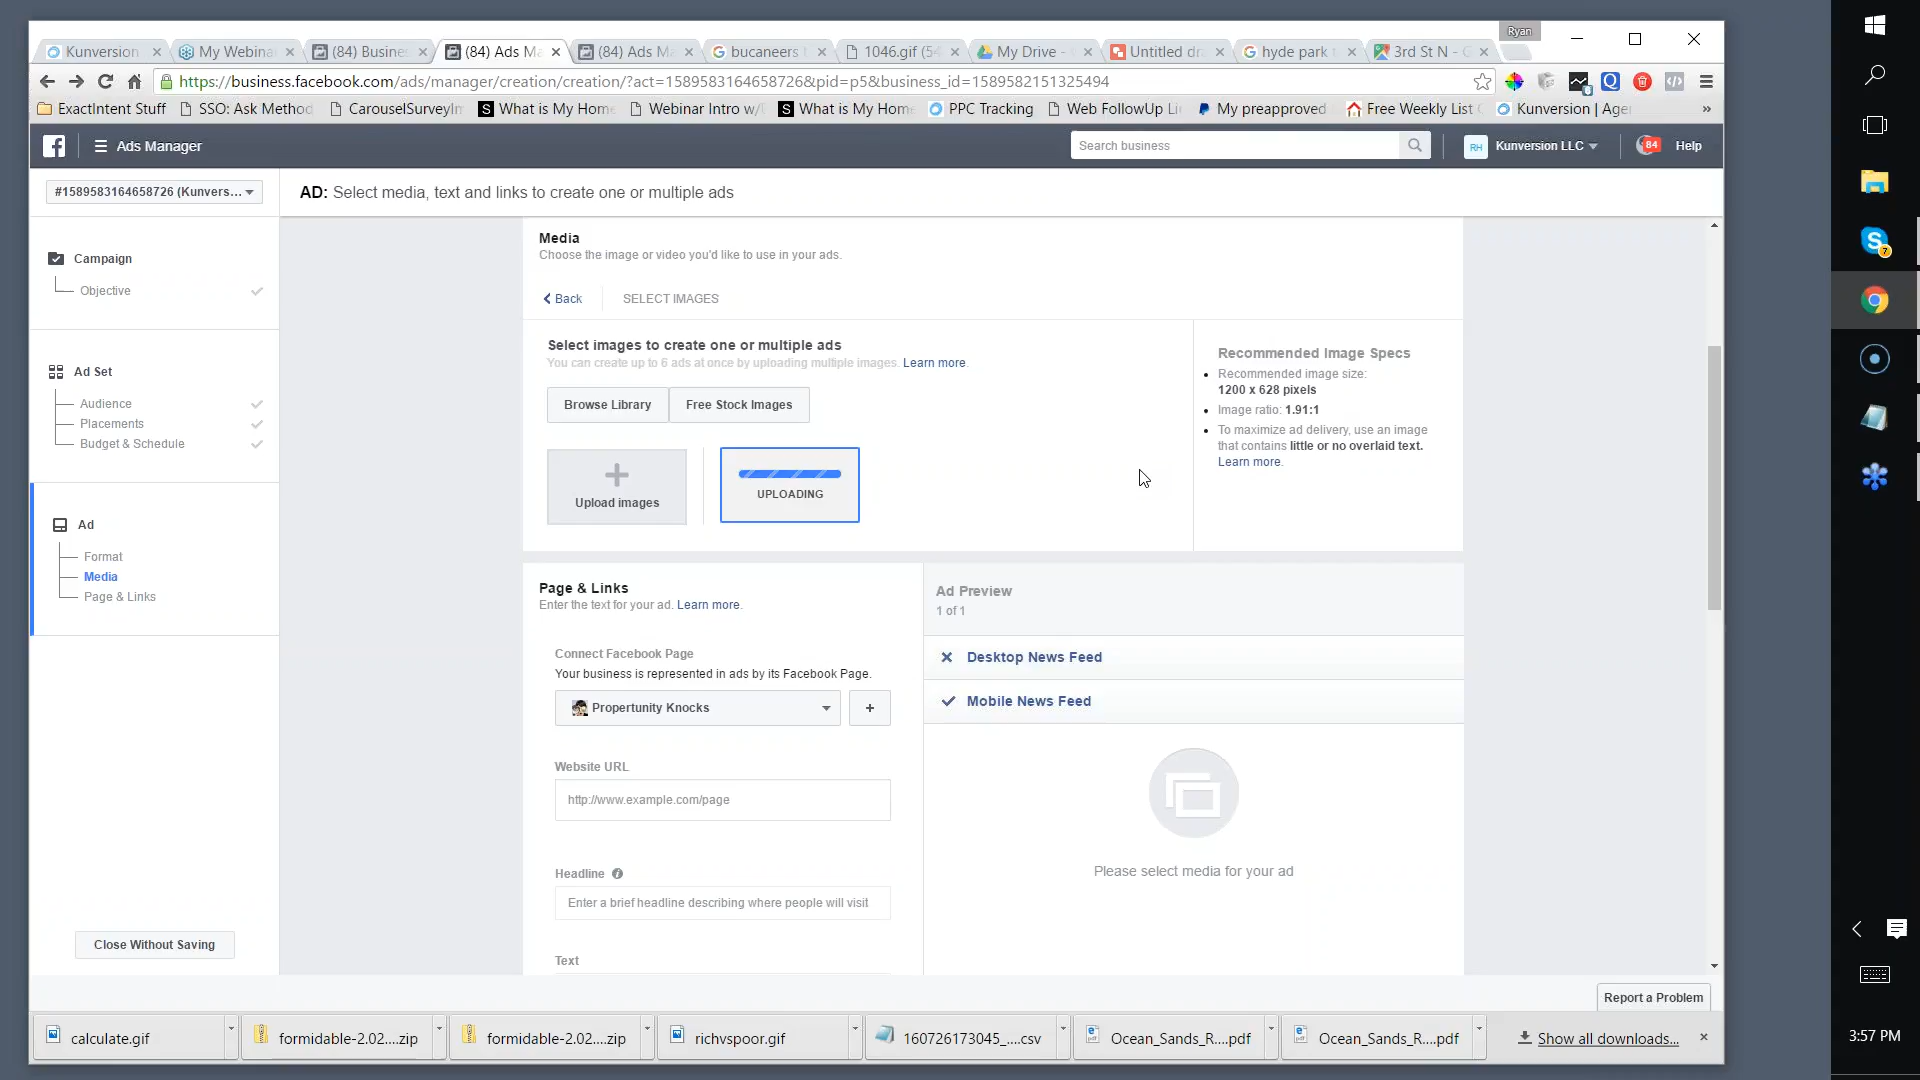 Ryan
Kunversion
My Webina
(84) Busines
(84) Ads Ma
(84) Ads Ma
bucaneers
1046.gif (54
My Drive -
Untitled dra
hyde park
3rd St N - G
https://business.facebook.com/ads/manager/creation/creation/?act=1589583164658726&pid=p5&business_id=1589582151325494
ExactIntent Stuff
SSO: Ask Method
CarouselSurveyIm
What is My Home
Webinar Intro w/
What is My Home
PPC Tracking
Web FollowUp Li
My preapproved
Free Weekly List
Kunversion | Agen
»
Ads Manager
Search business
RH
Kunversion LLC
84
Help
#1589583164658726 (Kunvers...
AD: Select media, text and links to create one or multiple ads
Campaign
Objective
Ad Set
Audience
Placements
Budget & Schedule
Ad
Format
Media
Page & Links
Close Without Saving
Media
Choose the image or video you'd like to use in your ads.
Back
SELECT IMAGES
Select images to create one or multiple ads
You can create up to 6 ads at once by uploading multiple images. Learn more.
Browse Library
Free Stock Images
Upload images
UPLOADING
Recommended Image Specs
Recommended image size:
1200 x 628 pixels
Image ratio: 1.91:1
To maximize ad delivery, use an image
that contains little or no overlaid text.
Learn more.
Page & Links
Enter the text for your ad. Learn more.
Connect Facebook Page
Your business is represented in ads by its Facebook Page.
Propertunity Knocks
+
Website URL
http://www.example.com/page
Headline
Enter a brief headline describing where people will visit
Text
Ad Preview
1 of 1
Desktop News Feed
Mobile News Feed
Please select media for your ad
Report a Problem
calculate.gif
formidable-2.02....zip
formidable-2.02....zip
richvspoor.gif
160726173045_....csv
Ocean_Sands_R....pdf
Ocean_Sands_R....pdf
Show all downloads...
7
3:57 PM